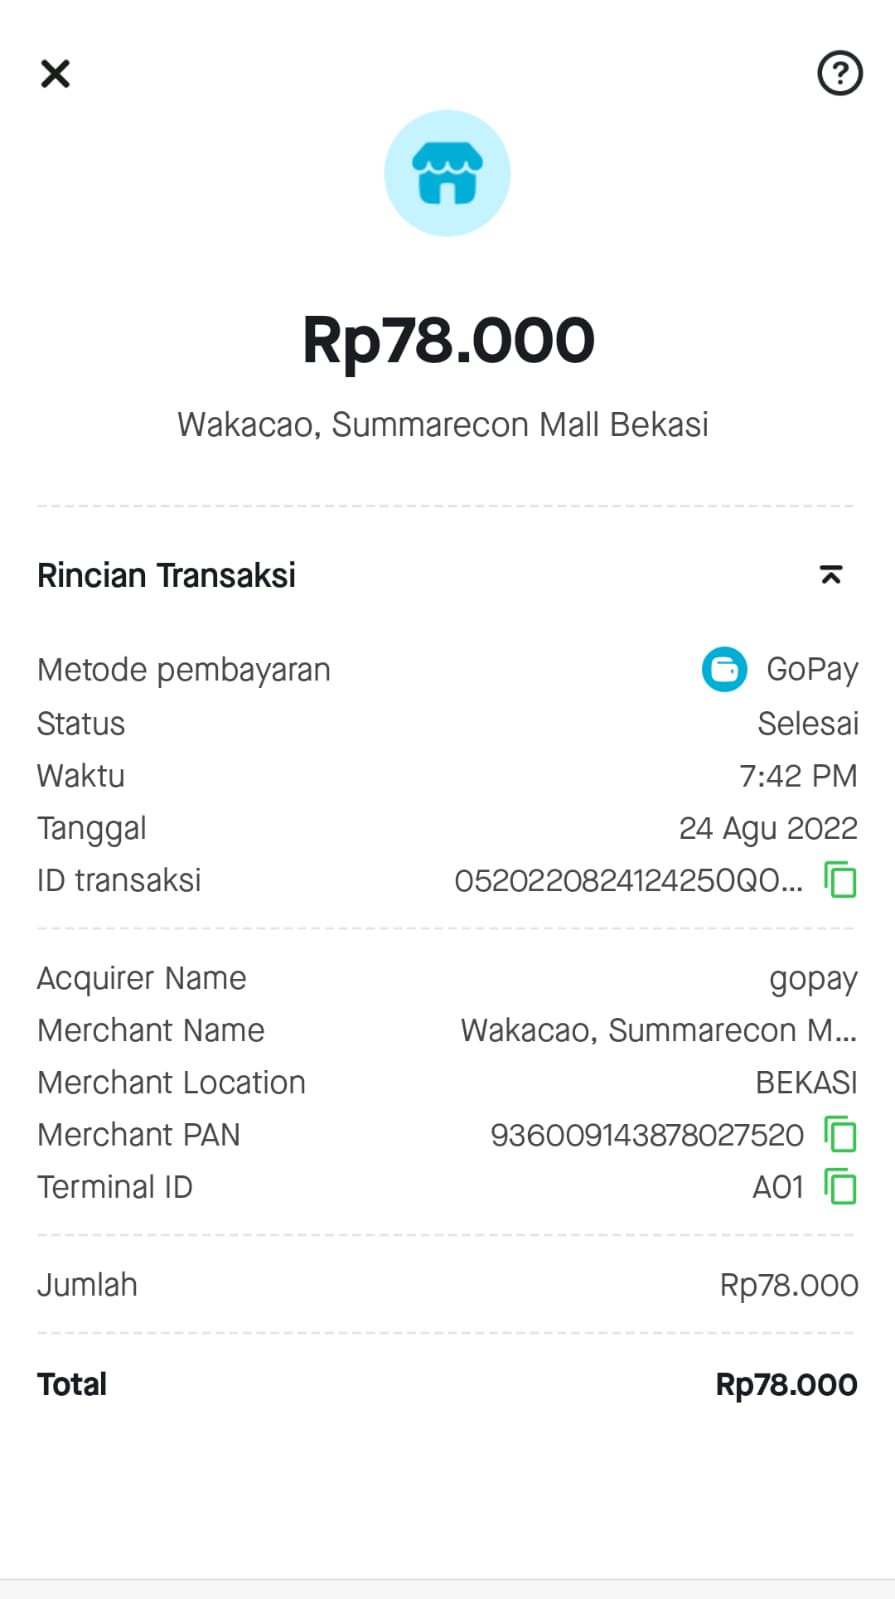 Rp78.000
Wakacao, Summarecon Mall Bekasi
Rincian Transaksi
Metode pembayaran GoPay
Status Selesai
Waktu 7:42 PM
Tanggal 24 Agu 2022
ID transaksi 0520220824124250QO...
Acquirer Name gopay
Merchant Name Wakacao, Summarecon M...
Merchant Location BEKASI
Merchant PAN 936009143878027520
Terminal ID A01
Jumlah Rp78.000
Total Rp78.000